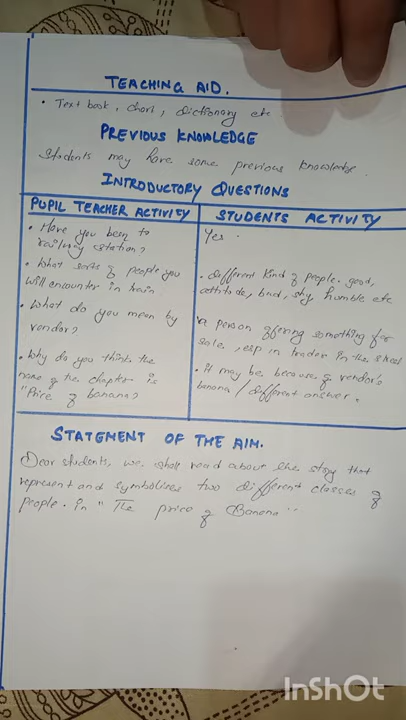 TEACHING AID.
• Text book, chart, dictionary etc
PREVIOUS KNOWLEDGE
Students may have some previous knowledge.
INTRODUCTORY QUESTIONS
PUPIL TEACHER ACTIVITY
• Have you been to
railway station?
• What sorts of people you
will encounter in train
• What do you mean by
vendor?
• Why do you think the
name of the chapter is
"Price of banana?
STUDENTS ACTIVITY
Yes.
• different kind of people. good,
attitude, bad, shy, humble etc
"a person offering something for
sale, esp in trader in the street
• It may be because of vendor's
banana / different answer.
STATEMENT OF THE AIM.
Dear students, we shall read about the story that
represent and symbolises two different classes of
people. in "The price of Banana"
InShOt